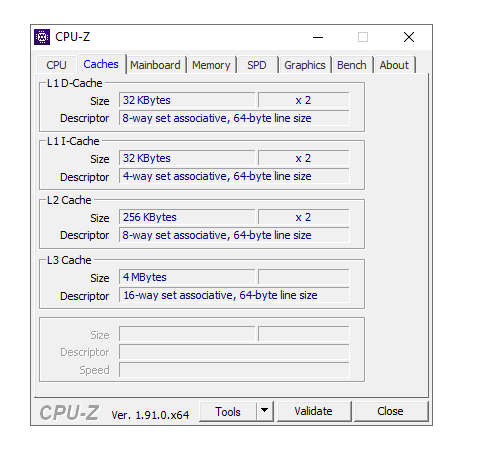 CPU-Z
CPU Caches Mainboard Memory SPD Graphics Bench About
L1 D-Cache
Size 32 KBytes x 2
Descriptor 8-way set associative, 64-byte line size
L1 I-Cache
Size 32 KBytes x 2
Descriptor 4-way set associative, 64-byte line size
L2 Cache
Size 256 KBytes x 2
Descriptor 8-way set associative, 64-byte line size
L3 Cache
Size 4 MBytes
Descriptor 16-way set associative, 64-byte line size
Size
Descriptor
Speed
CPU-Z Ver. 1.91.0.x64 Tools Validate Close